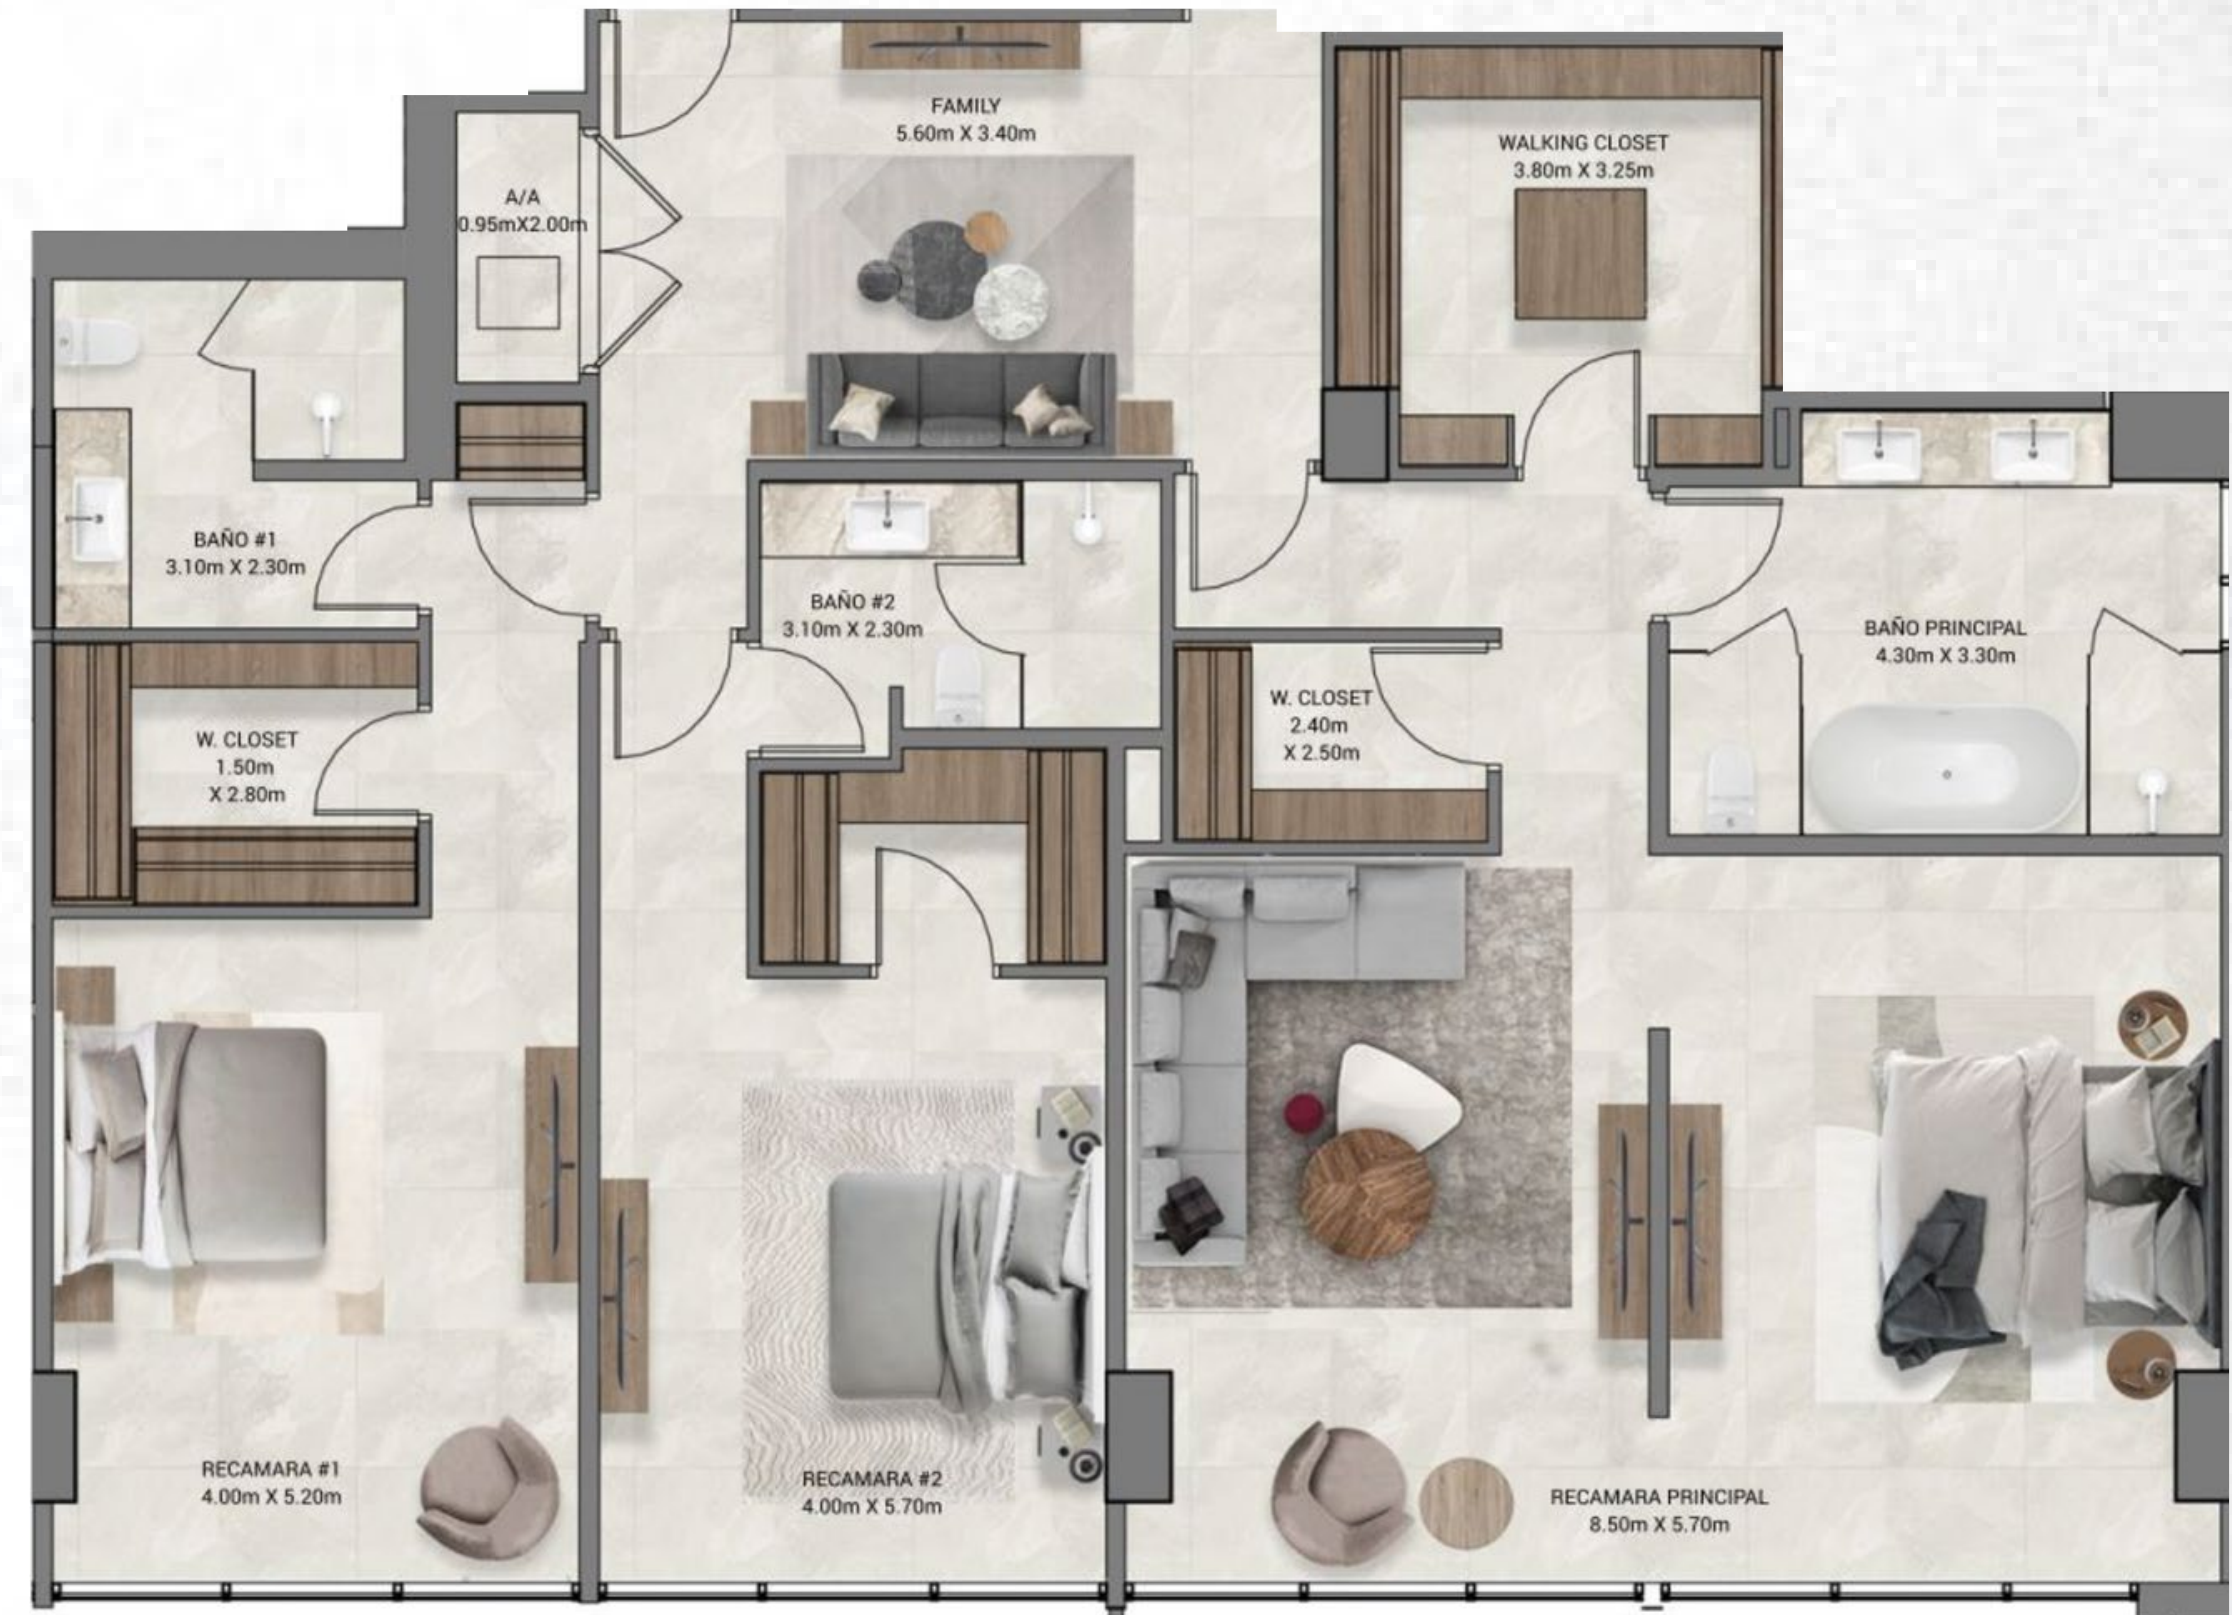 FAMILY
5.60m X 3.40m
WALKING CLOSET
3.80m X 3.25m
A/A
0.95mX2.00m
BAÑO #1
3.10m X 2.30m
BAÑO #2
3.10m X 2.30m
BAÑO PRINCIPAL
4.30m X 3.30m
W. CLOSET
1.50m
X 2.80m
W. CLOSET
2.40m
X 2.50m
RECAMARA #1
4.00m X 5.20m
RECAMARA #2
4.00m X 5.70m
RECAMARA PRINCIPAL
8.50m X 5.70m